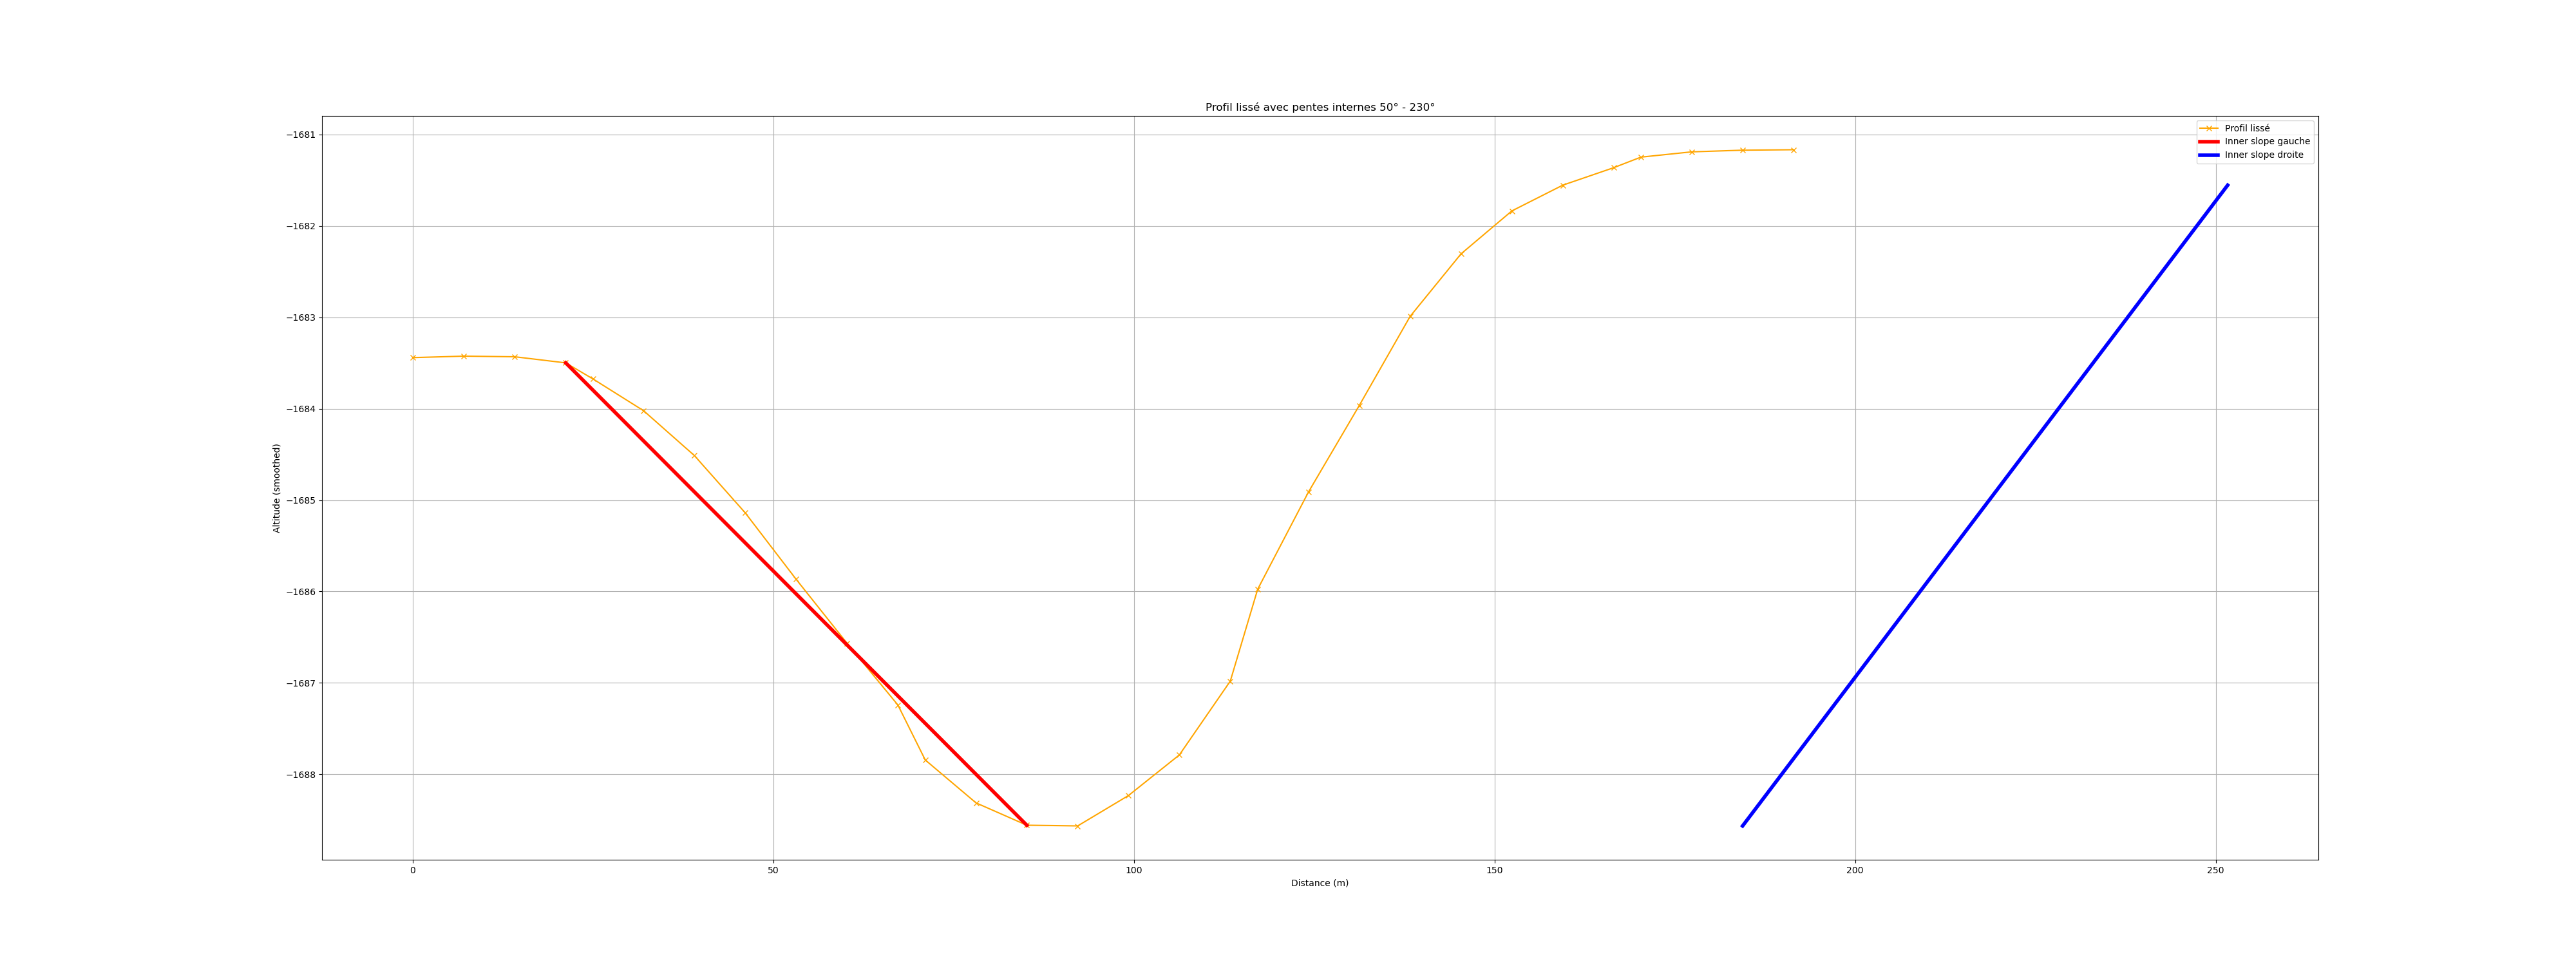 Profil lissé avec pentes internes 50° - 230°
Profil lissé
Inner slope gauche
Inner slope droite
−1681
−1682
−1683
−1684
−1685
−1686
−1687
−1688
Altitude (smoothed)
0 50 100 150 200 250
Distance (m)